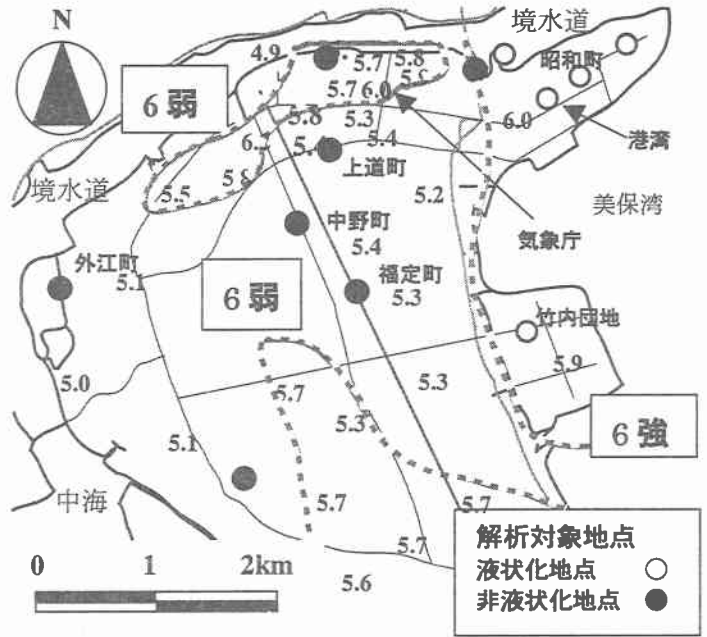 N
境水道
4.9
5.7
5.8
昭和町
6弱
5.7
6.0
5.8
5.3
6.0
5.4
港湾
上道町
境水道
5.5
5.2
美保湾
中野町
気象庁
5.4
外江町
5.1
6弱
福定町
5.3
竹内団地
5.9
5.0
5.7
5.3
5.3
6強
5.1
中海
5.7
5.7
5.7
解析対象地点
液状化地点
非液状化地点
0 1 2km
5.6